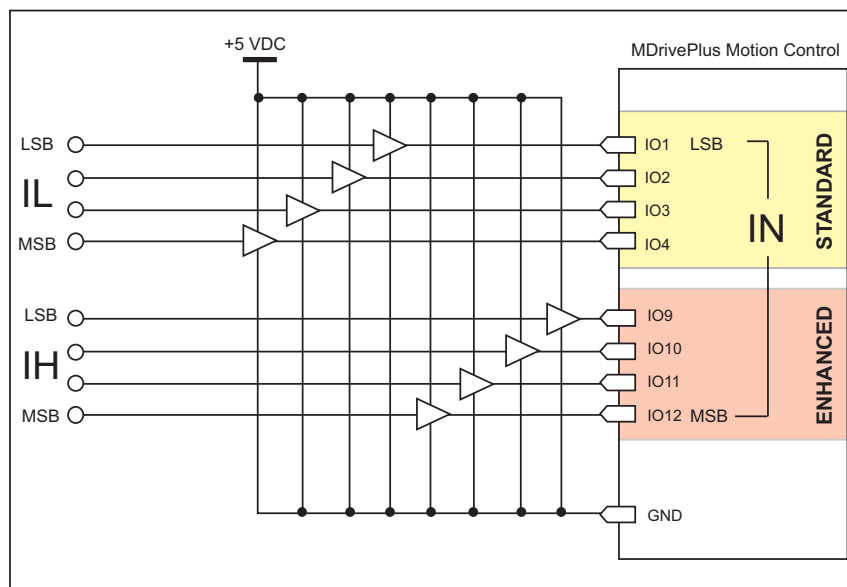 +5 VDC
MDrivePlus Motion Control
LSB
IL
MSB
LSB
IH
MSB
IO1 LSB
IO2
IO3
IO4
IN
STANDARD
IO9
IO10
IO11
IO12 MSB
ENHANCED
GND